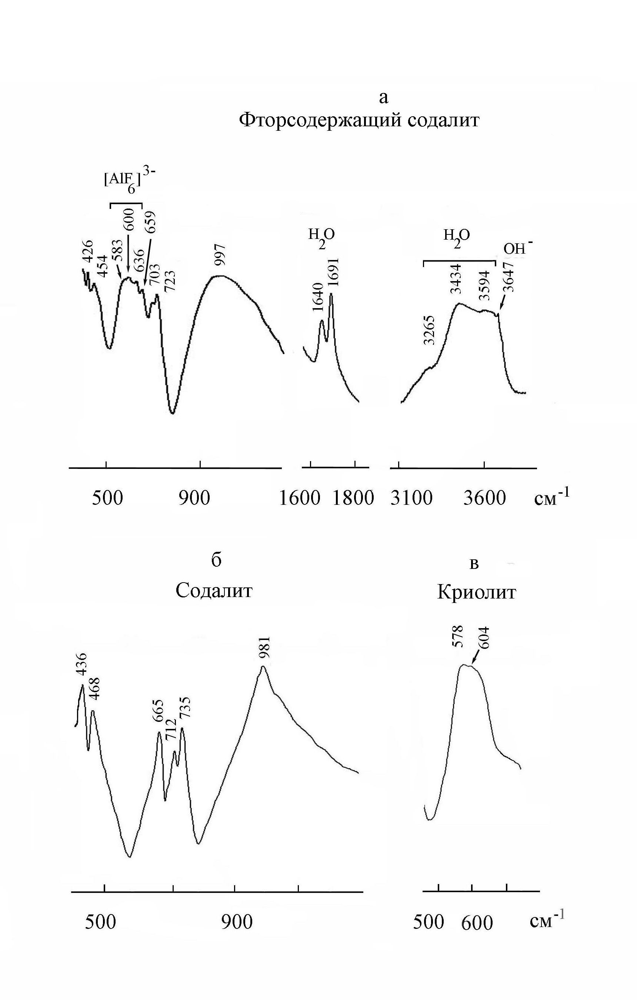 а
Фторсодержащий содалит
[AlF6]3-
426
454
583
600
636
659
703
723
997
H2O
1640
1691
H2O
OH-
3265
3434
3594
3647
500 900 1600 1800 3100 3600 см-1
б
Содалит
436
468
665
712
735
981
500 900
в
Криолит
578
604
500 600 см-1